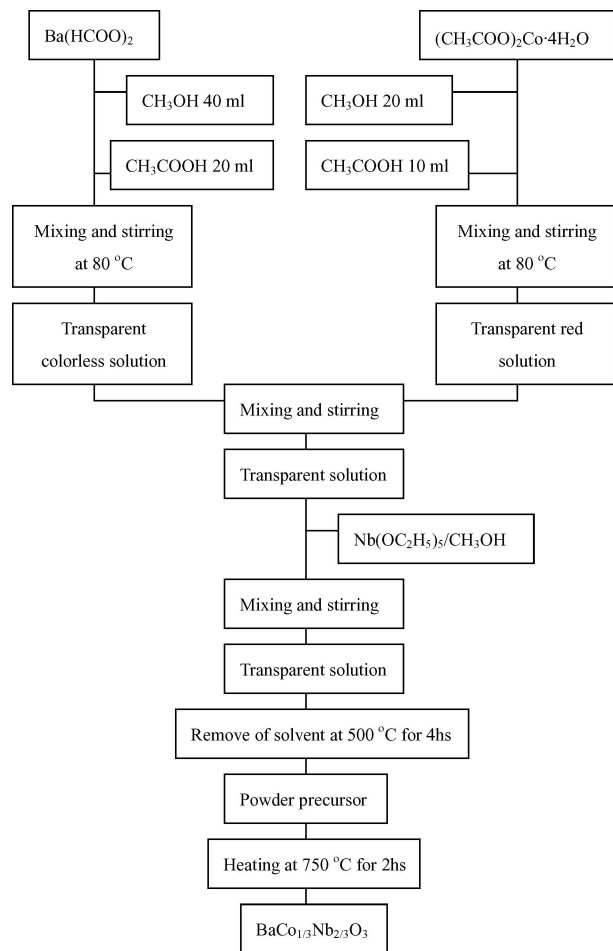 Ba(HCOO)₂
(CH₃COO)₂Co·4H₂O
CH₃OH 40 ml
CH₃OH 20 ml
CH₃COOH 20 ml
CH₃COOH 10 ml
Mixing and stirring
at 80 °C
Mixing and stirring
at 80 °C
Transparent
colorless solution
Transparent red
solution
Mixing and stirring
Transparent solution
Nb(OC₂H₅)₅/CH₃OH
Mixing and stirring
Transparent solution
Remove of solvent at 500 °C for 4hs
Powder precursor
Heating at 750 °C for 2hs
BaCo₁/₃Nb₂/₃O₃